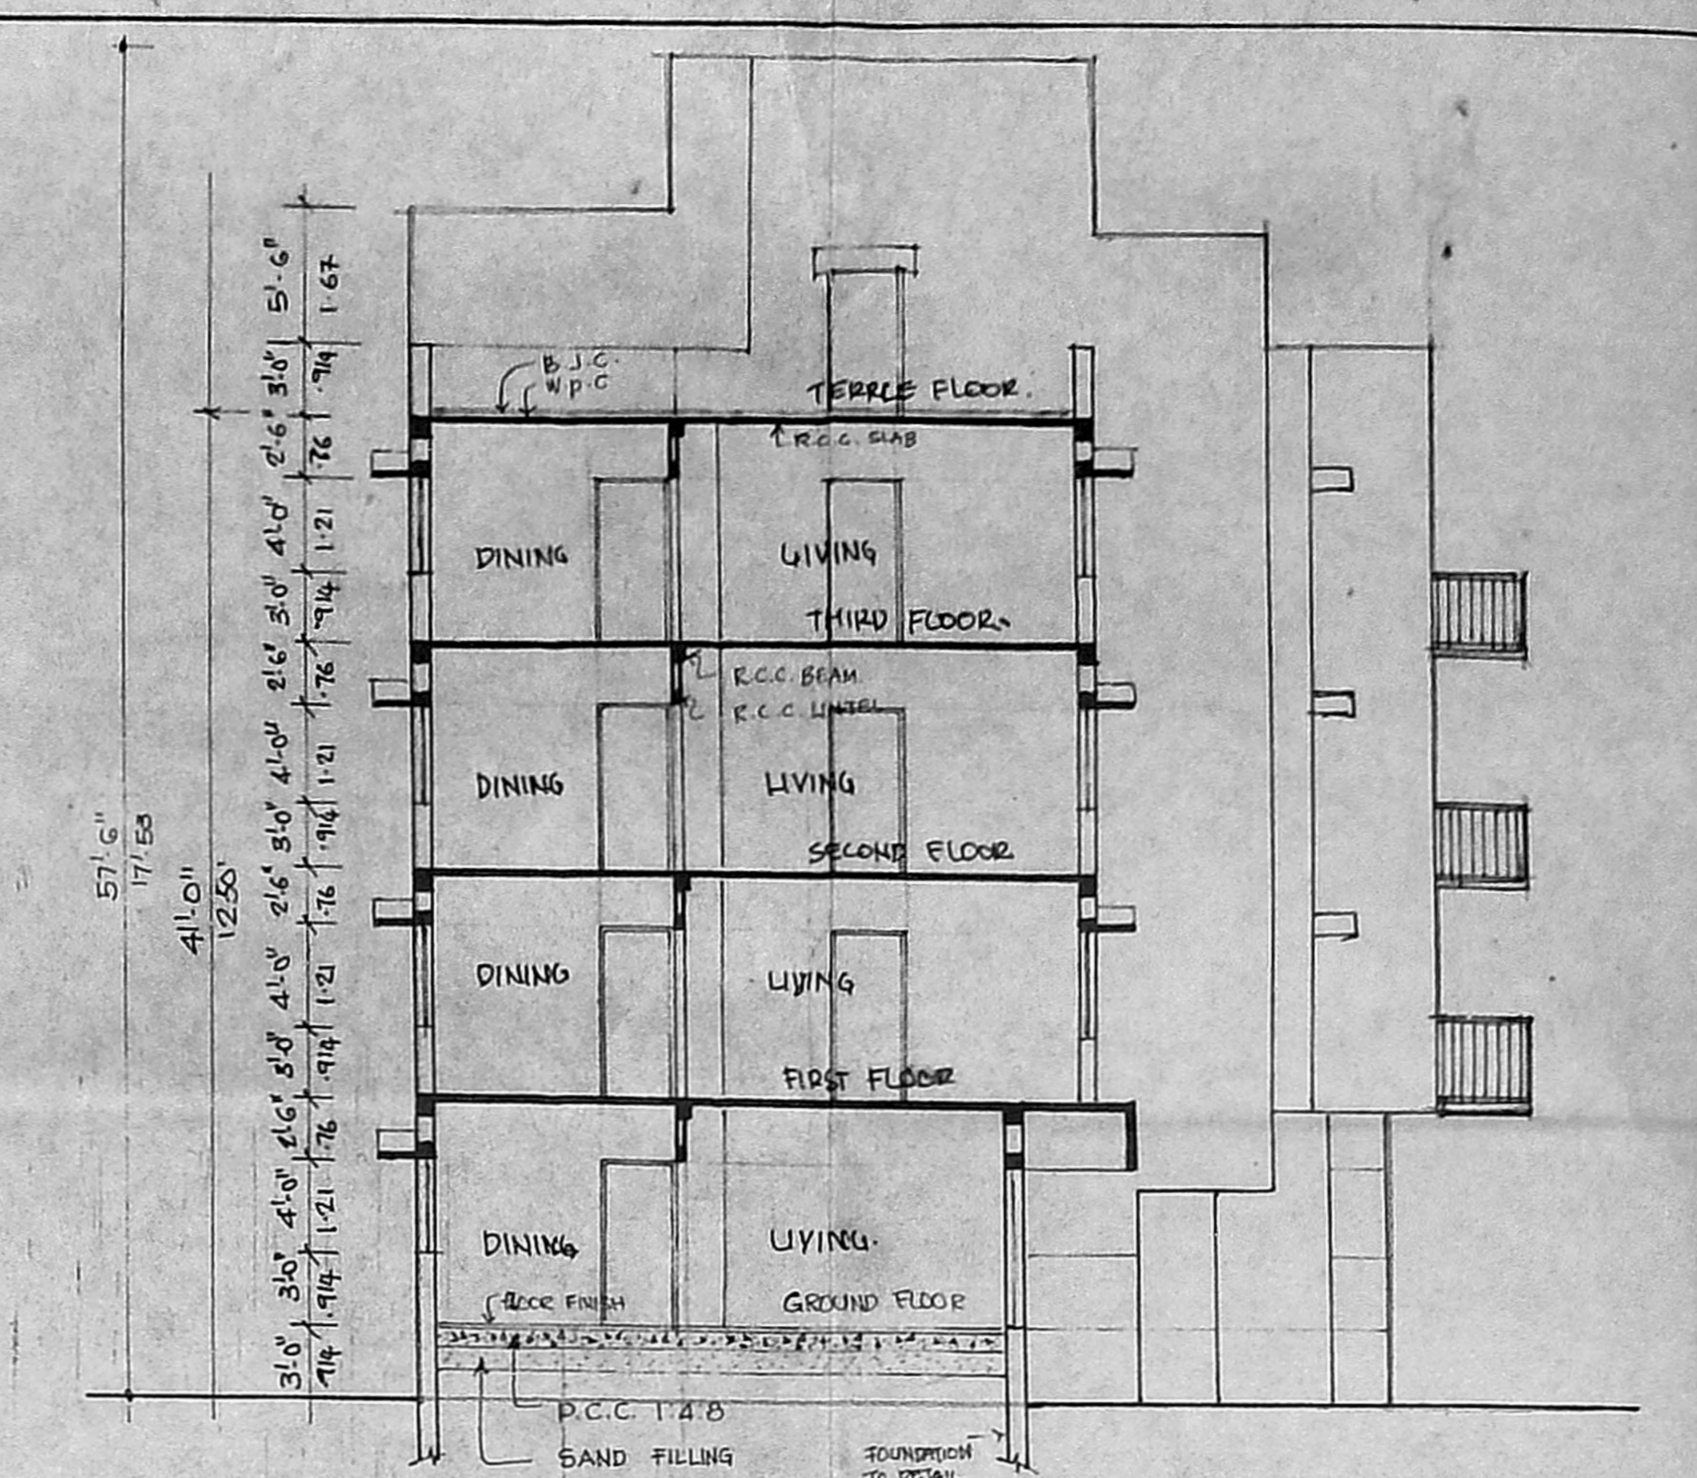 57'-6"
17.53
41'-0"
1250
5'-6"
1.67
3'-0"
.914
2'-6"
.76
4'-0"
1.21
3'-0"
.914
2'6"
.76
4'-0"
1.21
3'-0"
.914
2'6"
.76
4'-0"
1.21
3'-0"
.914
2'6"
.76
4'-0"
1.21
3'-0"
.914
3'-0"
.914
B.J.C.
W.P.C
TERRCE FLOOR.
R.C.C. SLAB
DINING
LIVING
THIRD FLOOR.
R.C.C. BEAM
R.C.C. LINTEL
DINING
LIVING
SECOND FLOOR
DINING
LIVING
FIRST FLOOR
DINING
LIVING.
FLOOR FINISH
GROUND FLOOR
P.C.C. 1.4.8
SAND FILLING
FOUNDATION
TO DETAIL